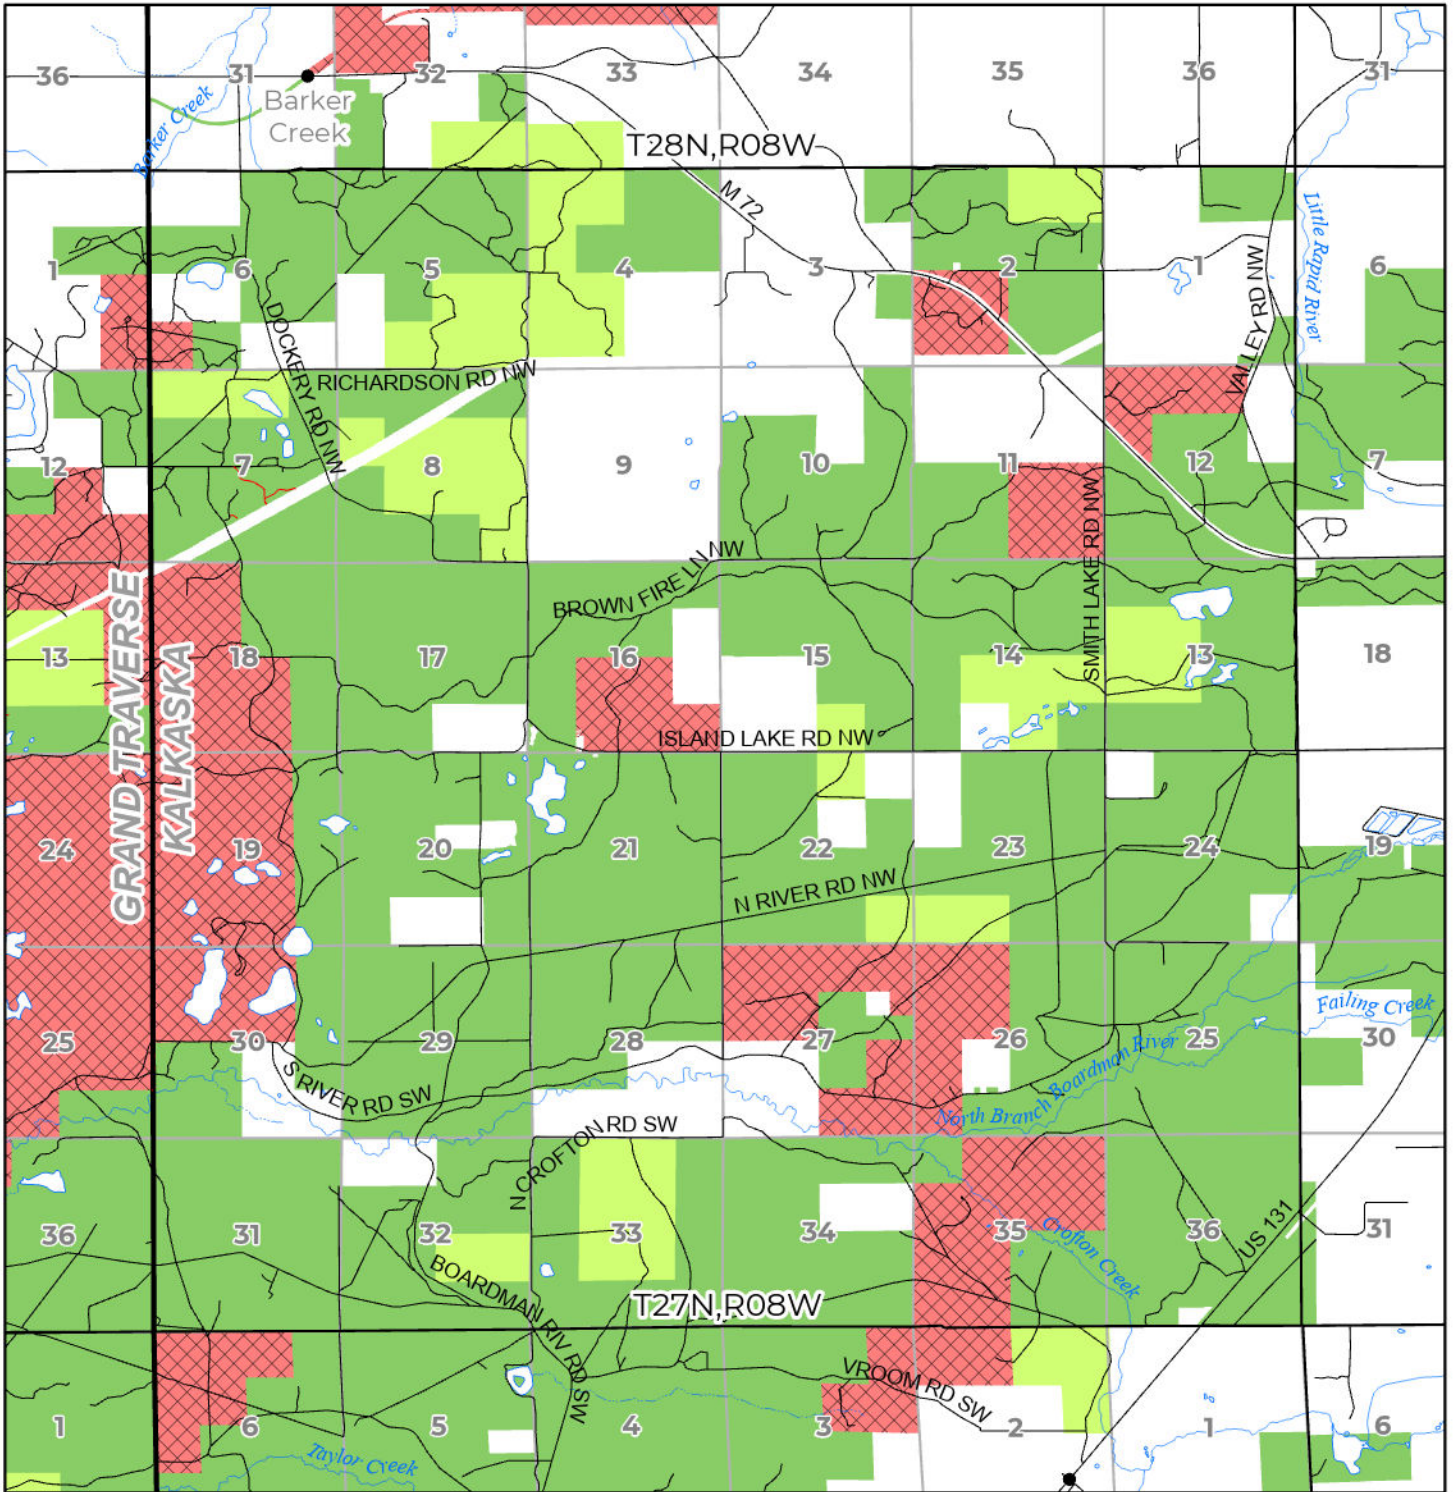 36 31 32 33 34 35 36 31
Barker
Creek
Barker Creek
T28N,R08W
M 72
Little Rapid River
1 6 5 4 3 2 1 6
VALLEY RD NW
DOCKERY RD NW
RICHARDSON RD NW
12 7 8 9 10 11 12 7
SMITH LAKE RD NW
BROWN FIRE LN NW
GRAND TRAVERSE
KALKASKA
13 18 17 16 15 14 13 18
ISLAND LAKE RD NW
24 19 20 21 22 23 24 19
N RIVER RD NW
Failing Creek
25 30 29 28 27 26 25 30
S RIVER RD SW
North Branch Boardman River
N CROFTON RD SW
36 31 32 33 34 35 36 31
Crofton Creek
US 131
BOARDMAN RIV RD SW
T27N,R08W
VROOM RD SW
1 6 5 4 3 2 1 6
Taylor Creek